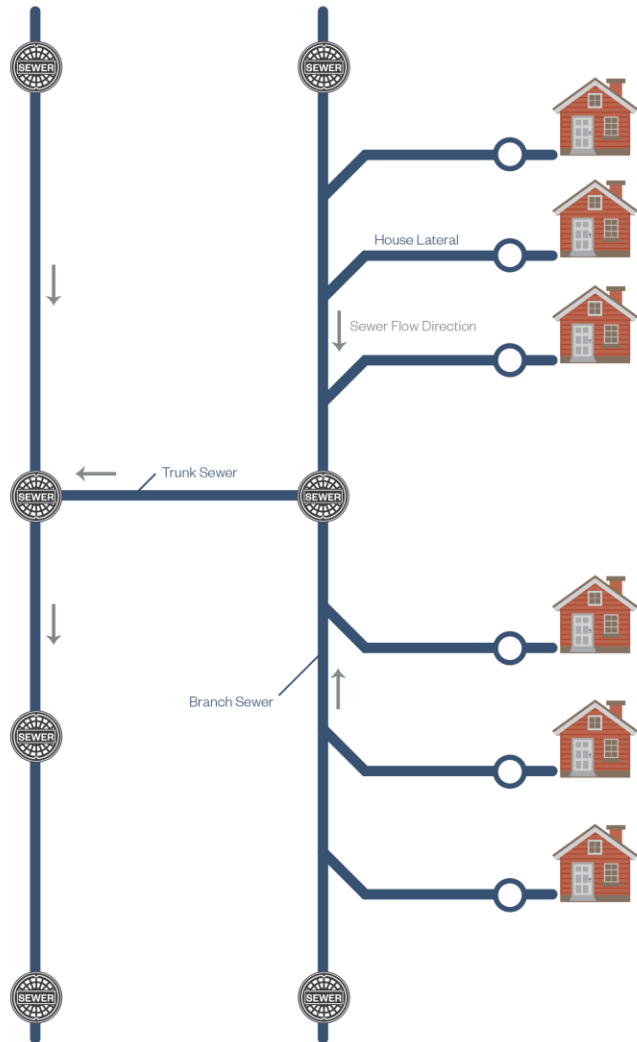 SEWER
SEWER
House Lateral
Sewer Flow Direction
Trunk Sewer
SEWER
SEWER
Branch Sewer
SEWER
SEWER
SEWER